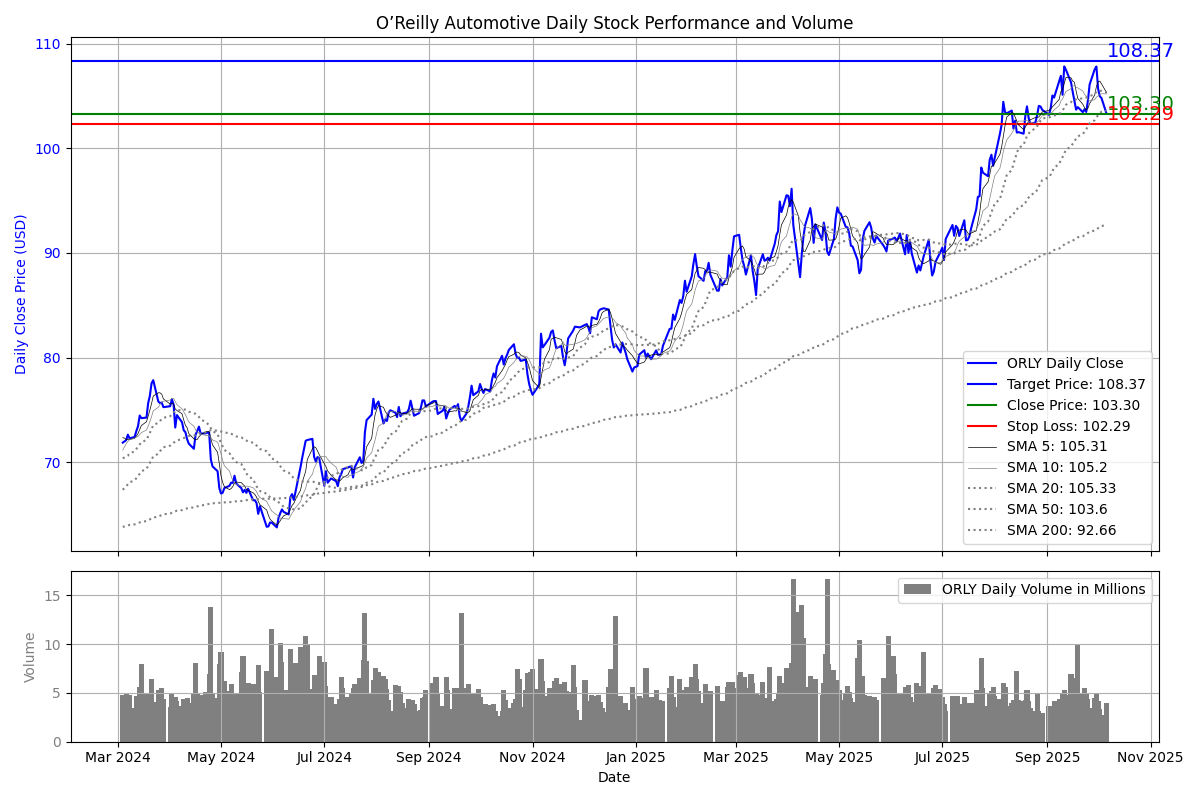 O’Reilly Automotive Daily Stock Performance and Volume
Daily Close Price (USD)
110
100
90
80
70
108.37
103.30
102.29
ORLY Daily Close
Target Price: 108.37
Close Price: 103.30
Stop Loss: 102.29
SMA 5: 105.31
SMA 10: 105.2
SMA 20: 105.33
SMA 50: 103.6
SMA 200: 92.66
Volume
15
10
5
0
ORLY Daily Volume in Millions
Mar 2024 May 2024 Jul 2024 Sep 2024 Nov 2024 Jan 2025 Mar 2025 May 2025 Jul 2025 Sep 2025 Nov 2025
Date